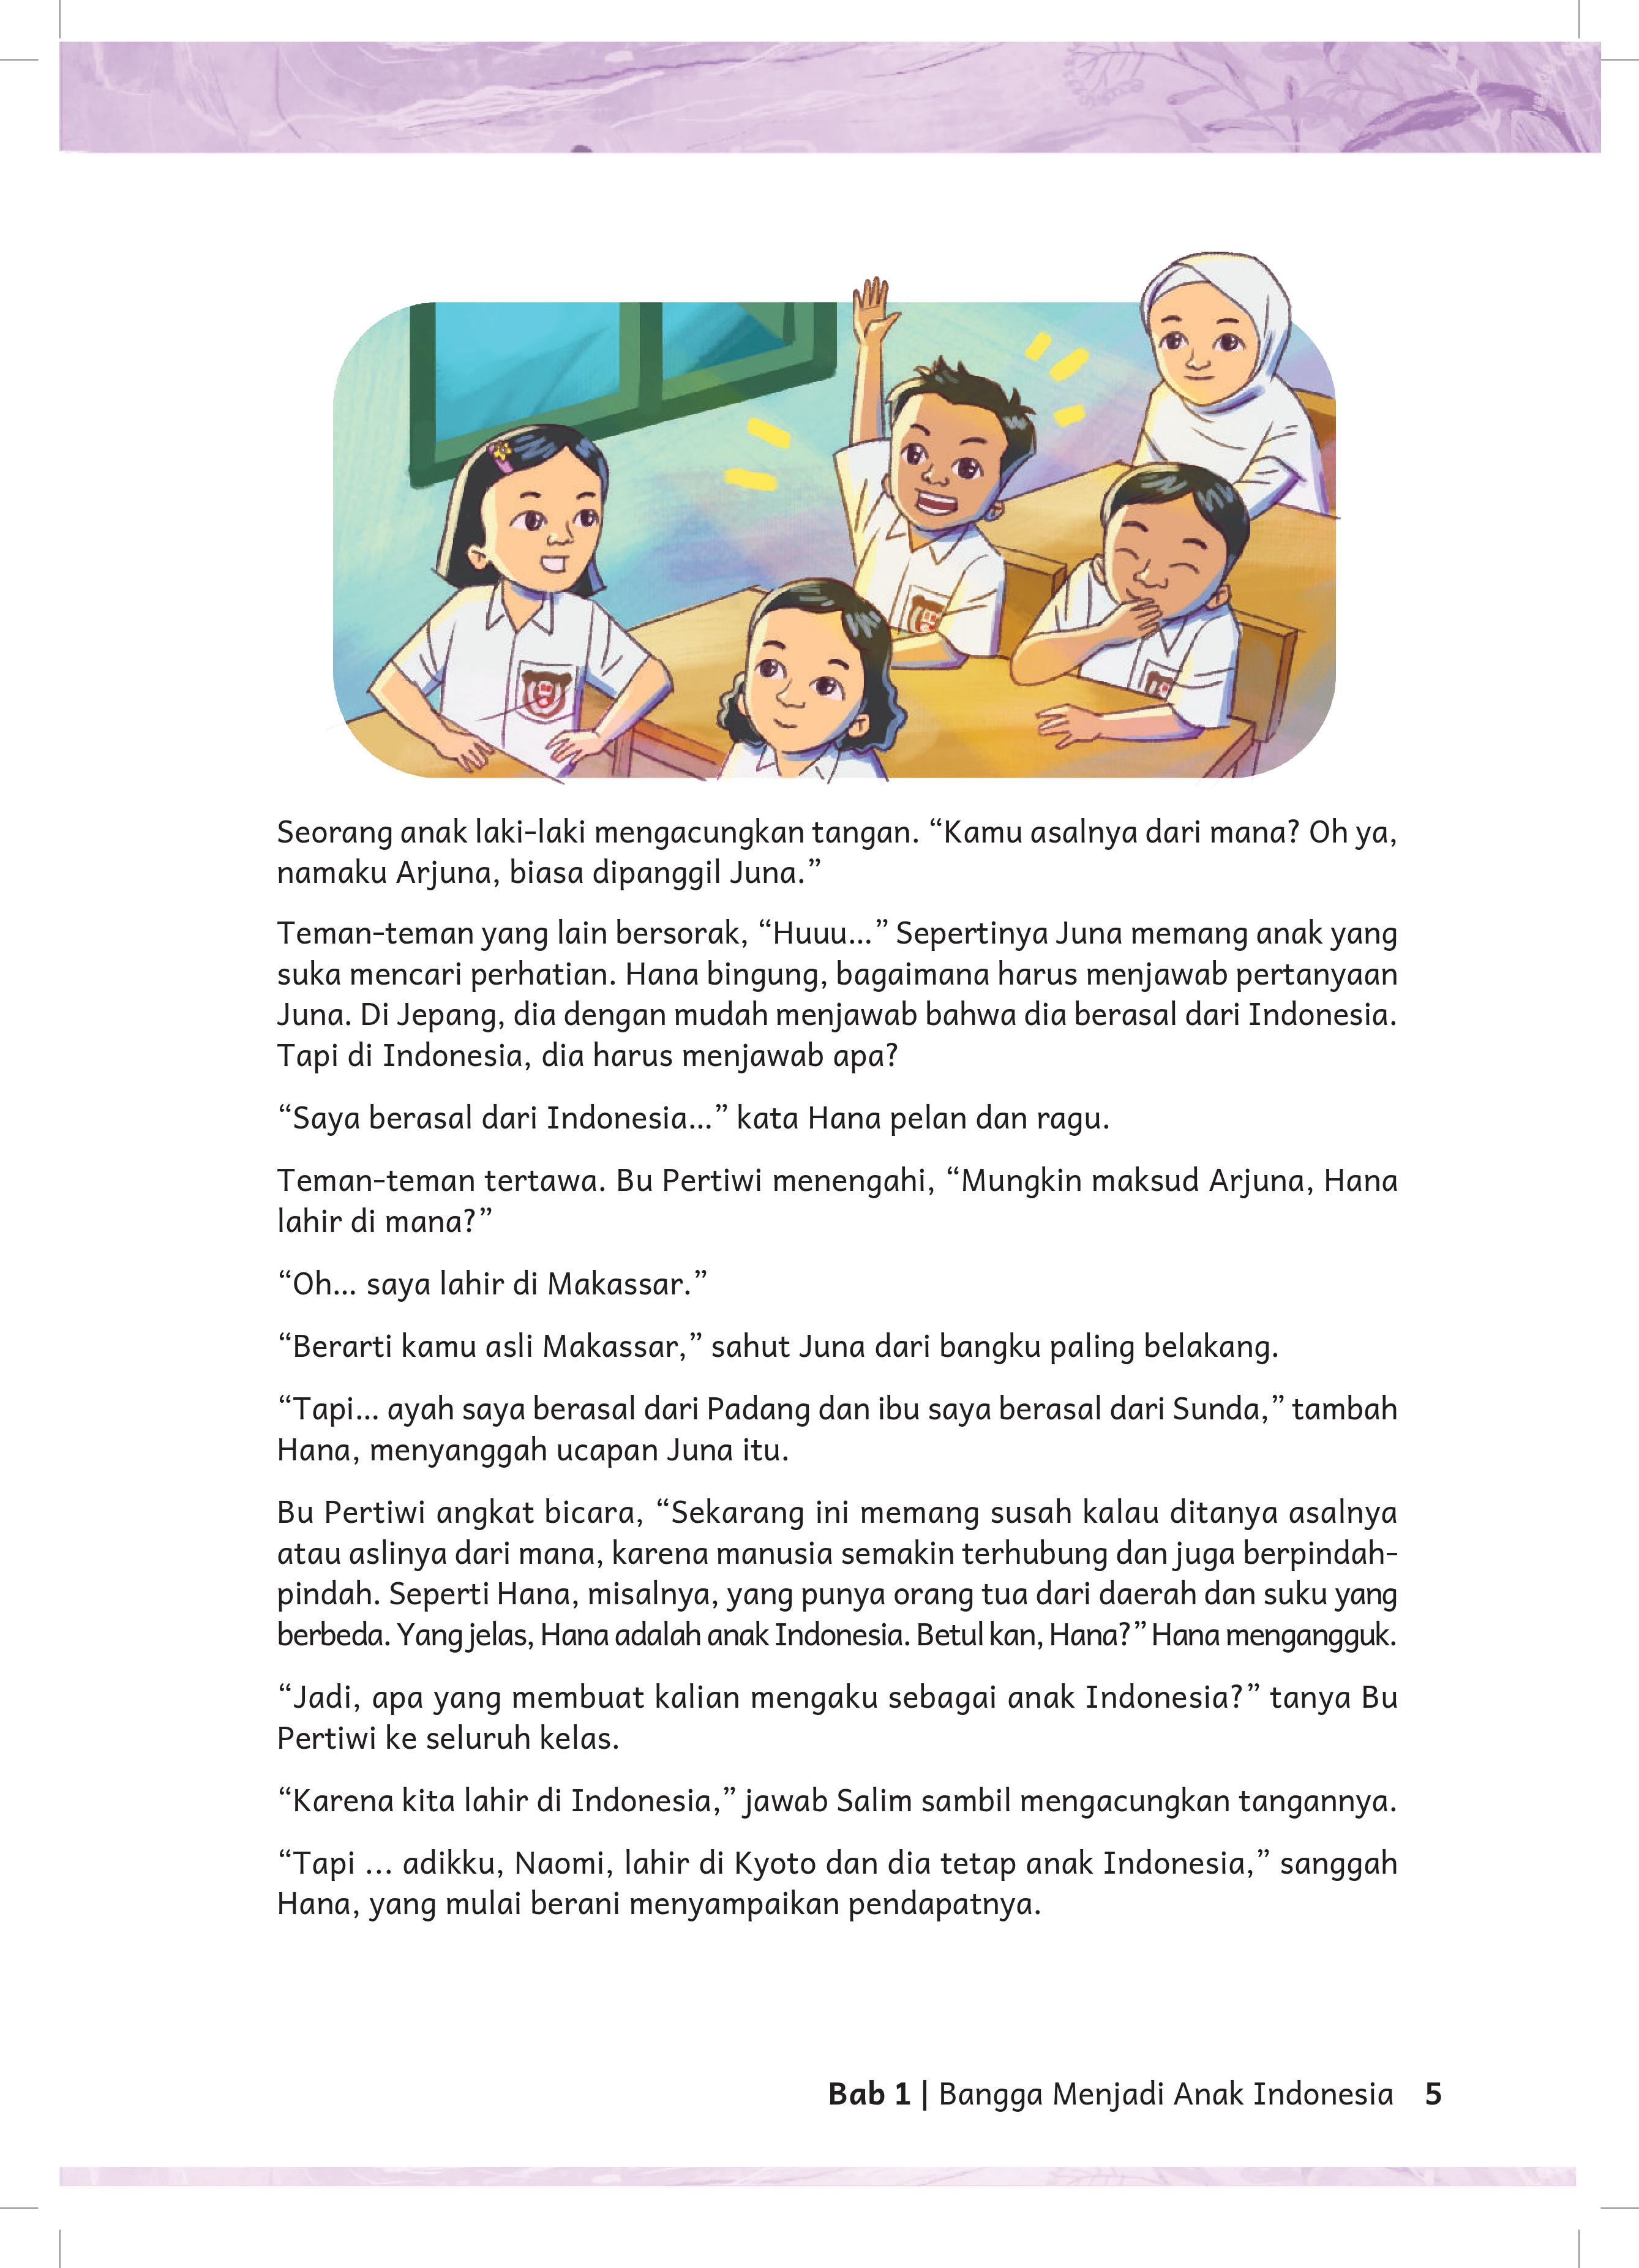 Seorang anak laki-laki mengacungkan tangan. “Kamu asalnya dari mana? Oh ya,
namaku Arjuna, biasa dipanggil Juna.”
Teman-teman yang lain bersorak, “Huuu...” Sepertinya Juna memang anak yang
suka mencari perhatian. Hana bingung, bagaimana harus menjawab pertanyaan
Juna. Di Jepang, dia dengan mudah menjawab bahwa dia berasal dari Indonesia.
Tapi di Indonesia, dia harus menjawab apa?
“Saya berasal dari Indonesia...” kata Hana pelan dan ragu.
Teman-teman tertawa. Bu Pertiwi menengahi, “Mungkin maksud Arjuna, Hana
lahir di mana?”
“Oh... saya lahir di Makassar.”
“Berarti kamu asli Makassar,” sahut Juna dari bangku paling belakang.
“Tapi... ayah saya berasal dari Padang dan ibu saya berasal dari Sunda,” tambah
Hana, menyanggah ucapan Juna itu.
Bu Pertiwi angkat bicara, “Sekarang ini memang susah kalau ditanya asalnya
atau aslinya dari mana, karena manusia semakin terhubung dan juga berpindah-
pindah. Seperti Hana, misalnya, yang punya orang tua dari daerah dan suku yang
berbeda. Yang jelas, Hana adalah anak Indonesia. Betul kan, Hana?” Hana mengangguk.
“Jadi, apa yang membuat kalian mengaku sebagai anak Indonesia?” tanya Bu
Pertiwi ke seluruh kelas.
“Karena kita lahir di Indonesia,” jawab Salim sambil mengacungkan tangannya.
“Tapi ... adikku, Naomi, lahir di Kyoto dan dia tetap anak Indonesia,” sanggah
Hana, yang mulai berani menyampaikan pendapatnya.
Bab 1 | Bangga Menjadi Anak Indonesia 5